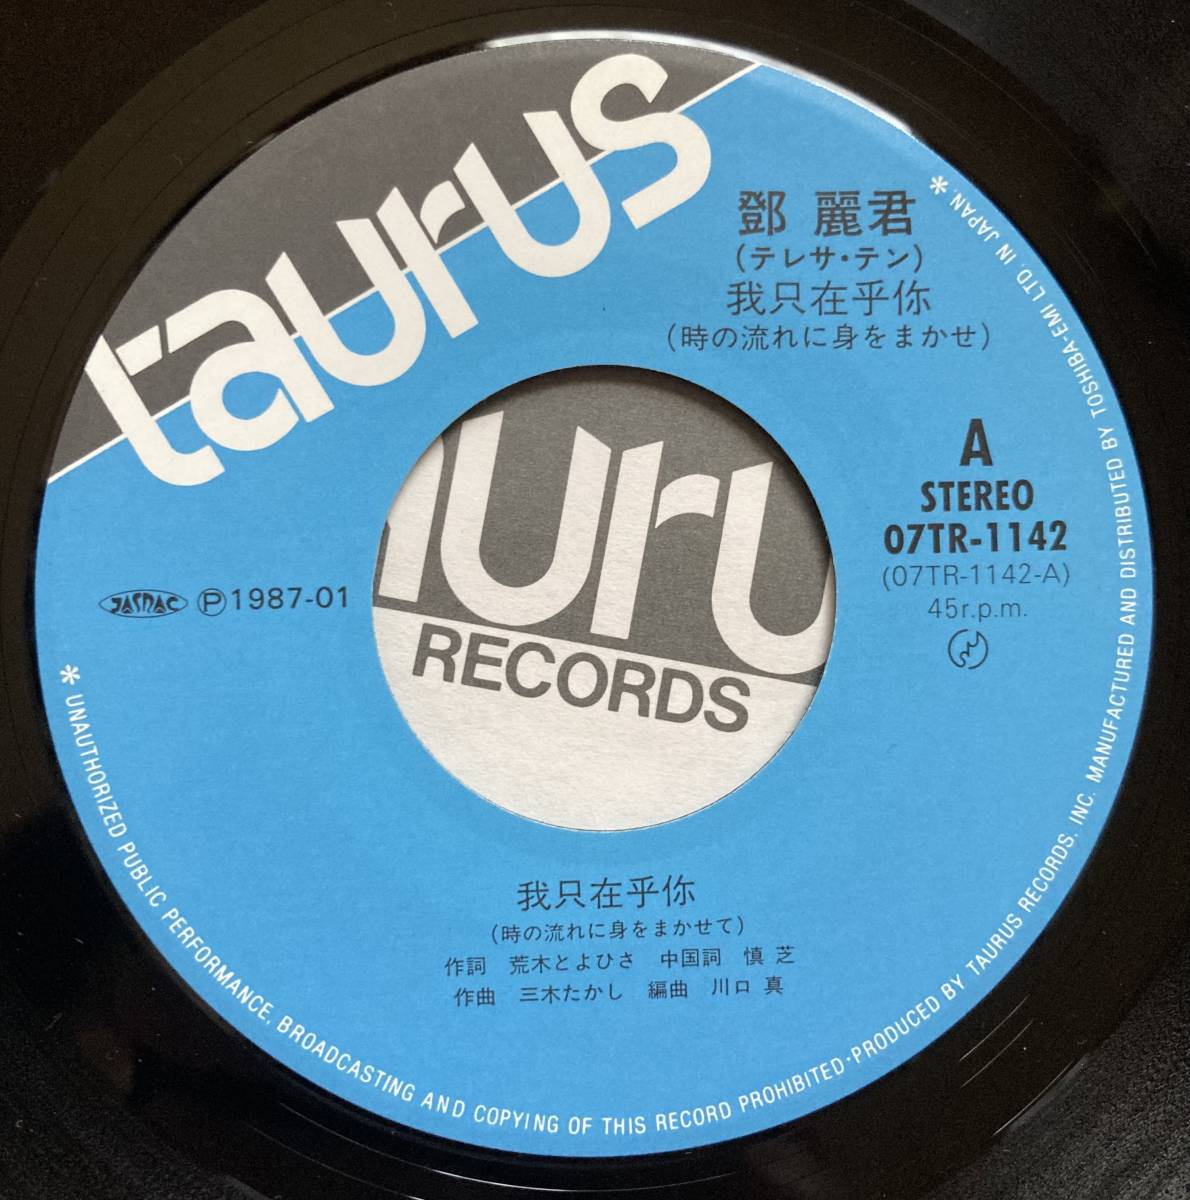 taurus
鄧 麗君
(テレサ・テン)
我只在乎你
(時の流れに身をまかせ)
A
STEREO
07TR-1142
(07TR-1142-A)
45r.p.m.
JASRAC Ⓟ1987-01
auru
RECORDS
我只在乎你
(時の流れに身をまかせて)
作詞 荒木とよひさ 中国詞 慎 芝
作曲 三木たかし 編曲 川口 真
* UNAUTHORIZED PUBLIC PERFORMANCE, BROADCASTING AND COPYING OF THIS RECORD PROHIBITED·PRODUCED BY TAURUS RECORDS, INC. MANUFACTURED AND DISTRIBUTED BY TOSHIBA-EMI LTD. IN JAPAN. *